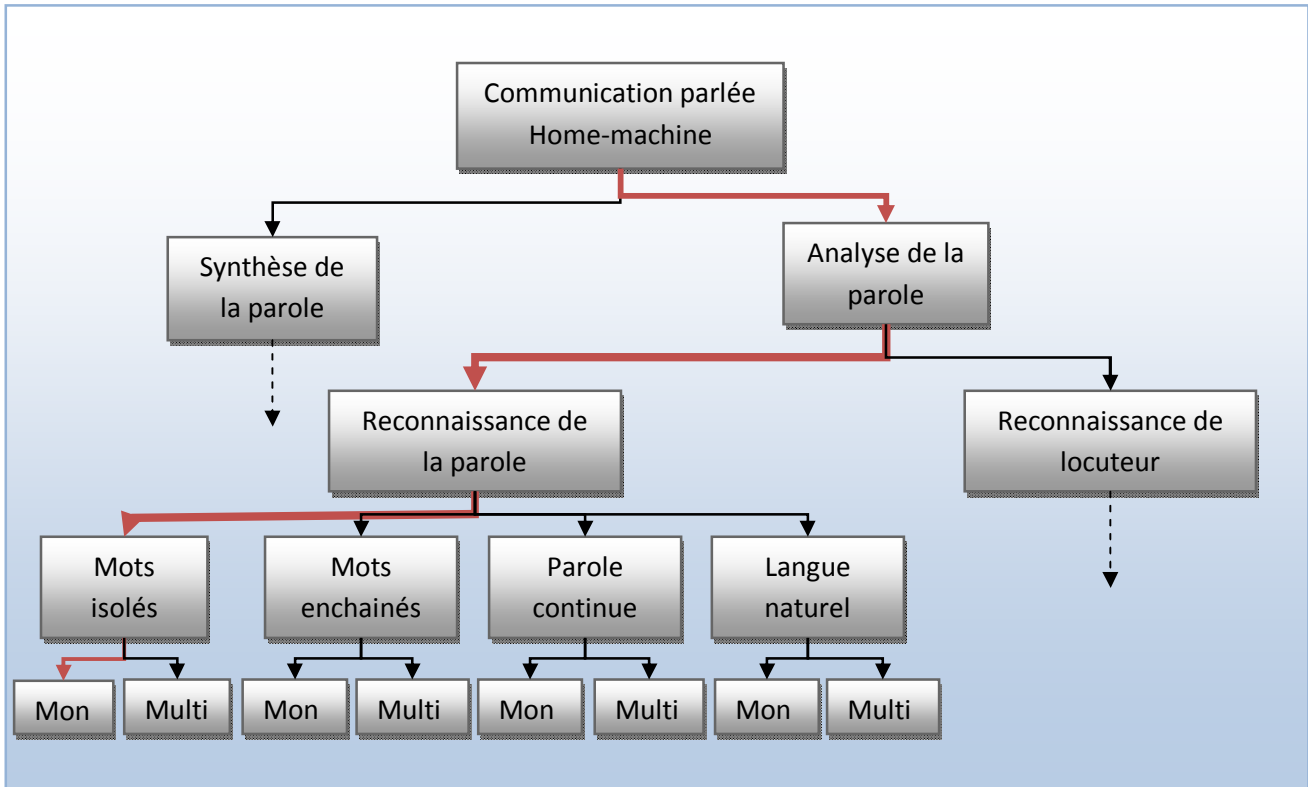 Communication parlée
Home-machine
Synthèse de
la parole
Analyse de la
parole
Reconnaissance de
la parole
Reconnaissance de
locuteur
Mots
isolés
Mots
enchainés
Parole
continue
Langue
naturel
Mon
Multi
Mon
Multi
Mon
Multi
Mon
Multi